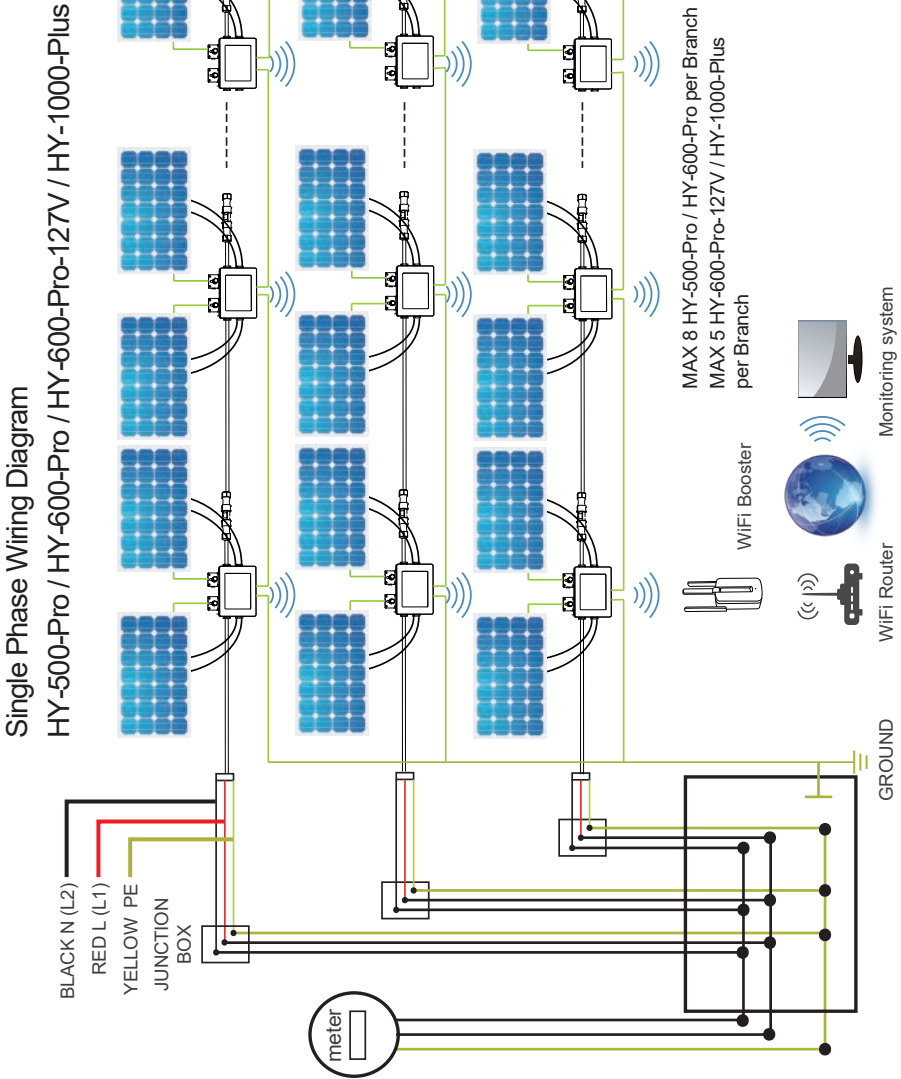 Single Phase Wiring Diagram
HY-500-Pro / HY-600-Pro / HY-600-Pro-127V / HY-1000-Plus
BLACK N (L2)
RED L (L1)
YELLOW PE
JUNCTION
BOX
meter
MAX 8 HY-500-Pro / HY-600-Pro per Branch
MAX 5 HY-600-Pro-127V / HY-1000-Plus
per Branch
WiFi Booster
GROUND
WiFi Router
Monitoring system